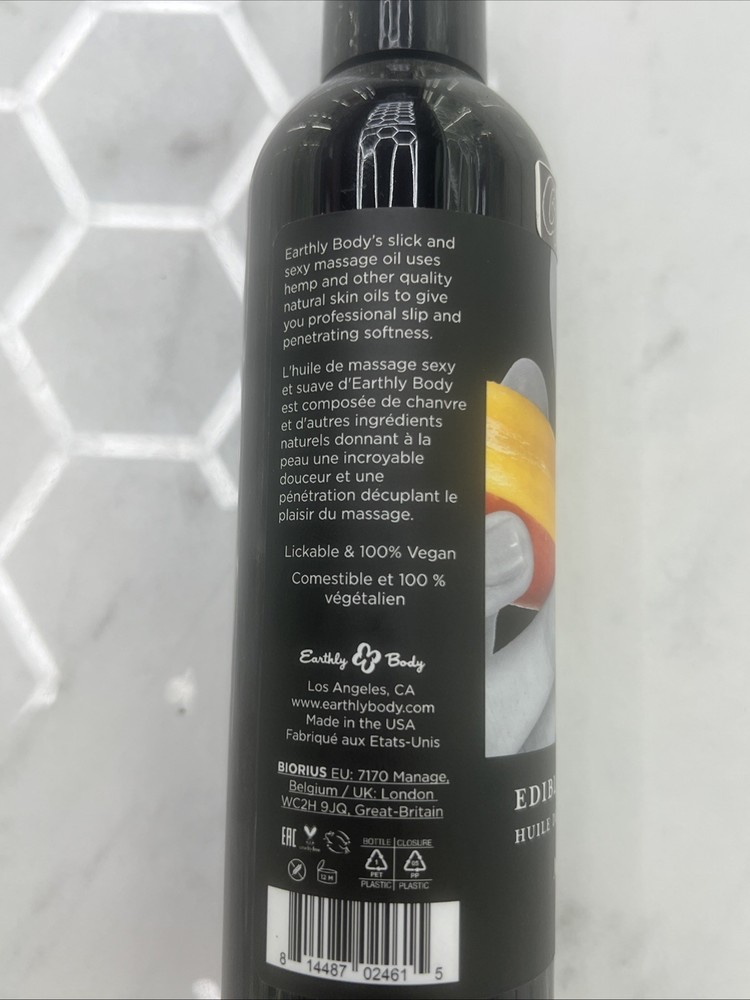 Earthly Body's slick and
sexy massage oil uses
hemp and other quality
natural skin oils to give
you professional slip and
penetrating softness.
L'huile de massage sexy
et suave d'Earthly Body
est composée de chanvre
et d'autres ingrédients
naturels donnant à la
peau une incroyable
douceur et une
pénétration décuplant le
plaisir du massage.
Lickable & 100% Vegan
Comestible et 100 %
végétalien
Earthly Body
Los Angeles, CA
www.earthlybody.com
Made in the USA
Fabriqué aux Etats-Unis
BIORIUS EU: 7170 Manage,
Belgium / UK: London
WC2H 9JQ, Great-Britain
EAC
BOTTLE CLOSURE
1 05
PET PP
PLASTIC PLASTIC
12 M
8 14487 02461 5
HUILE